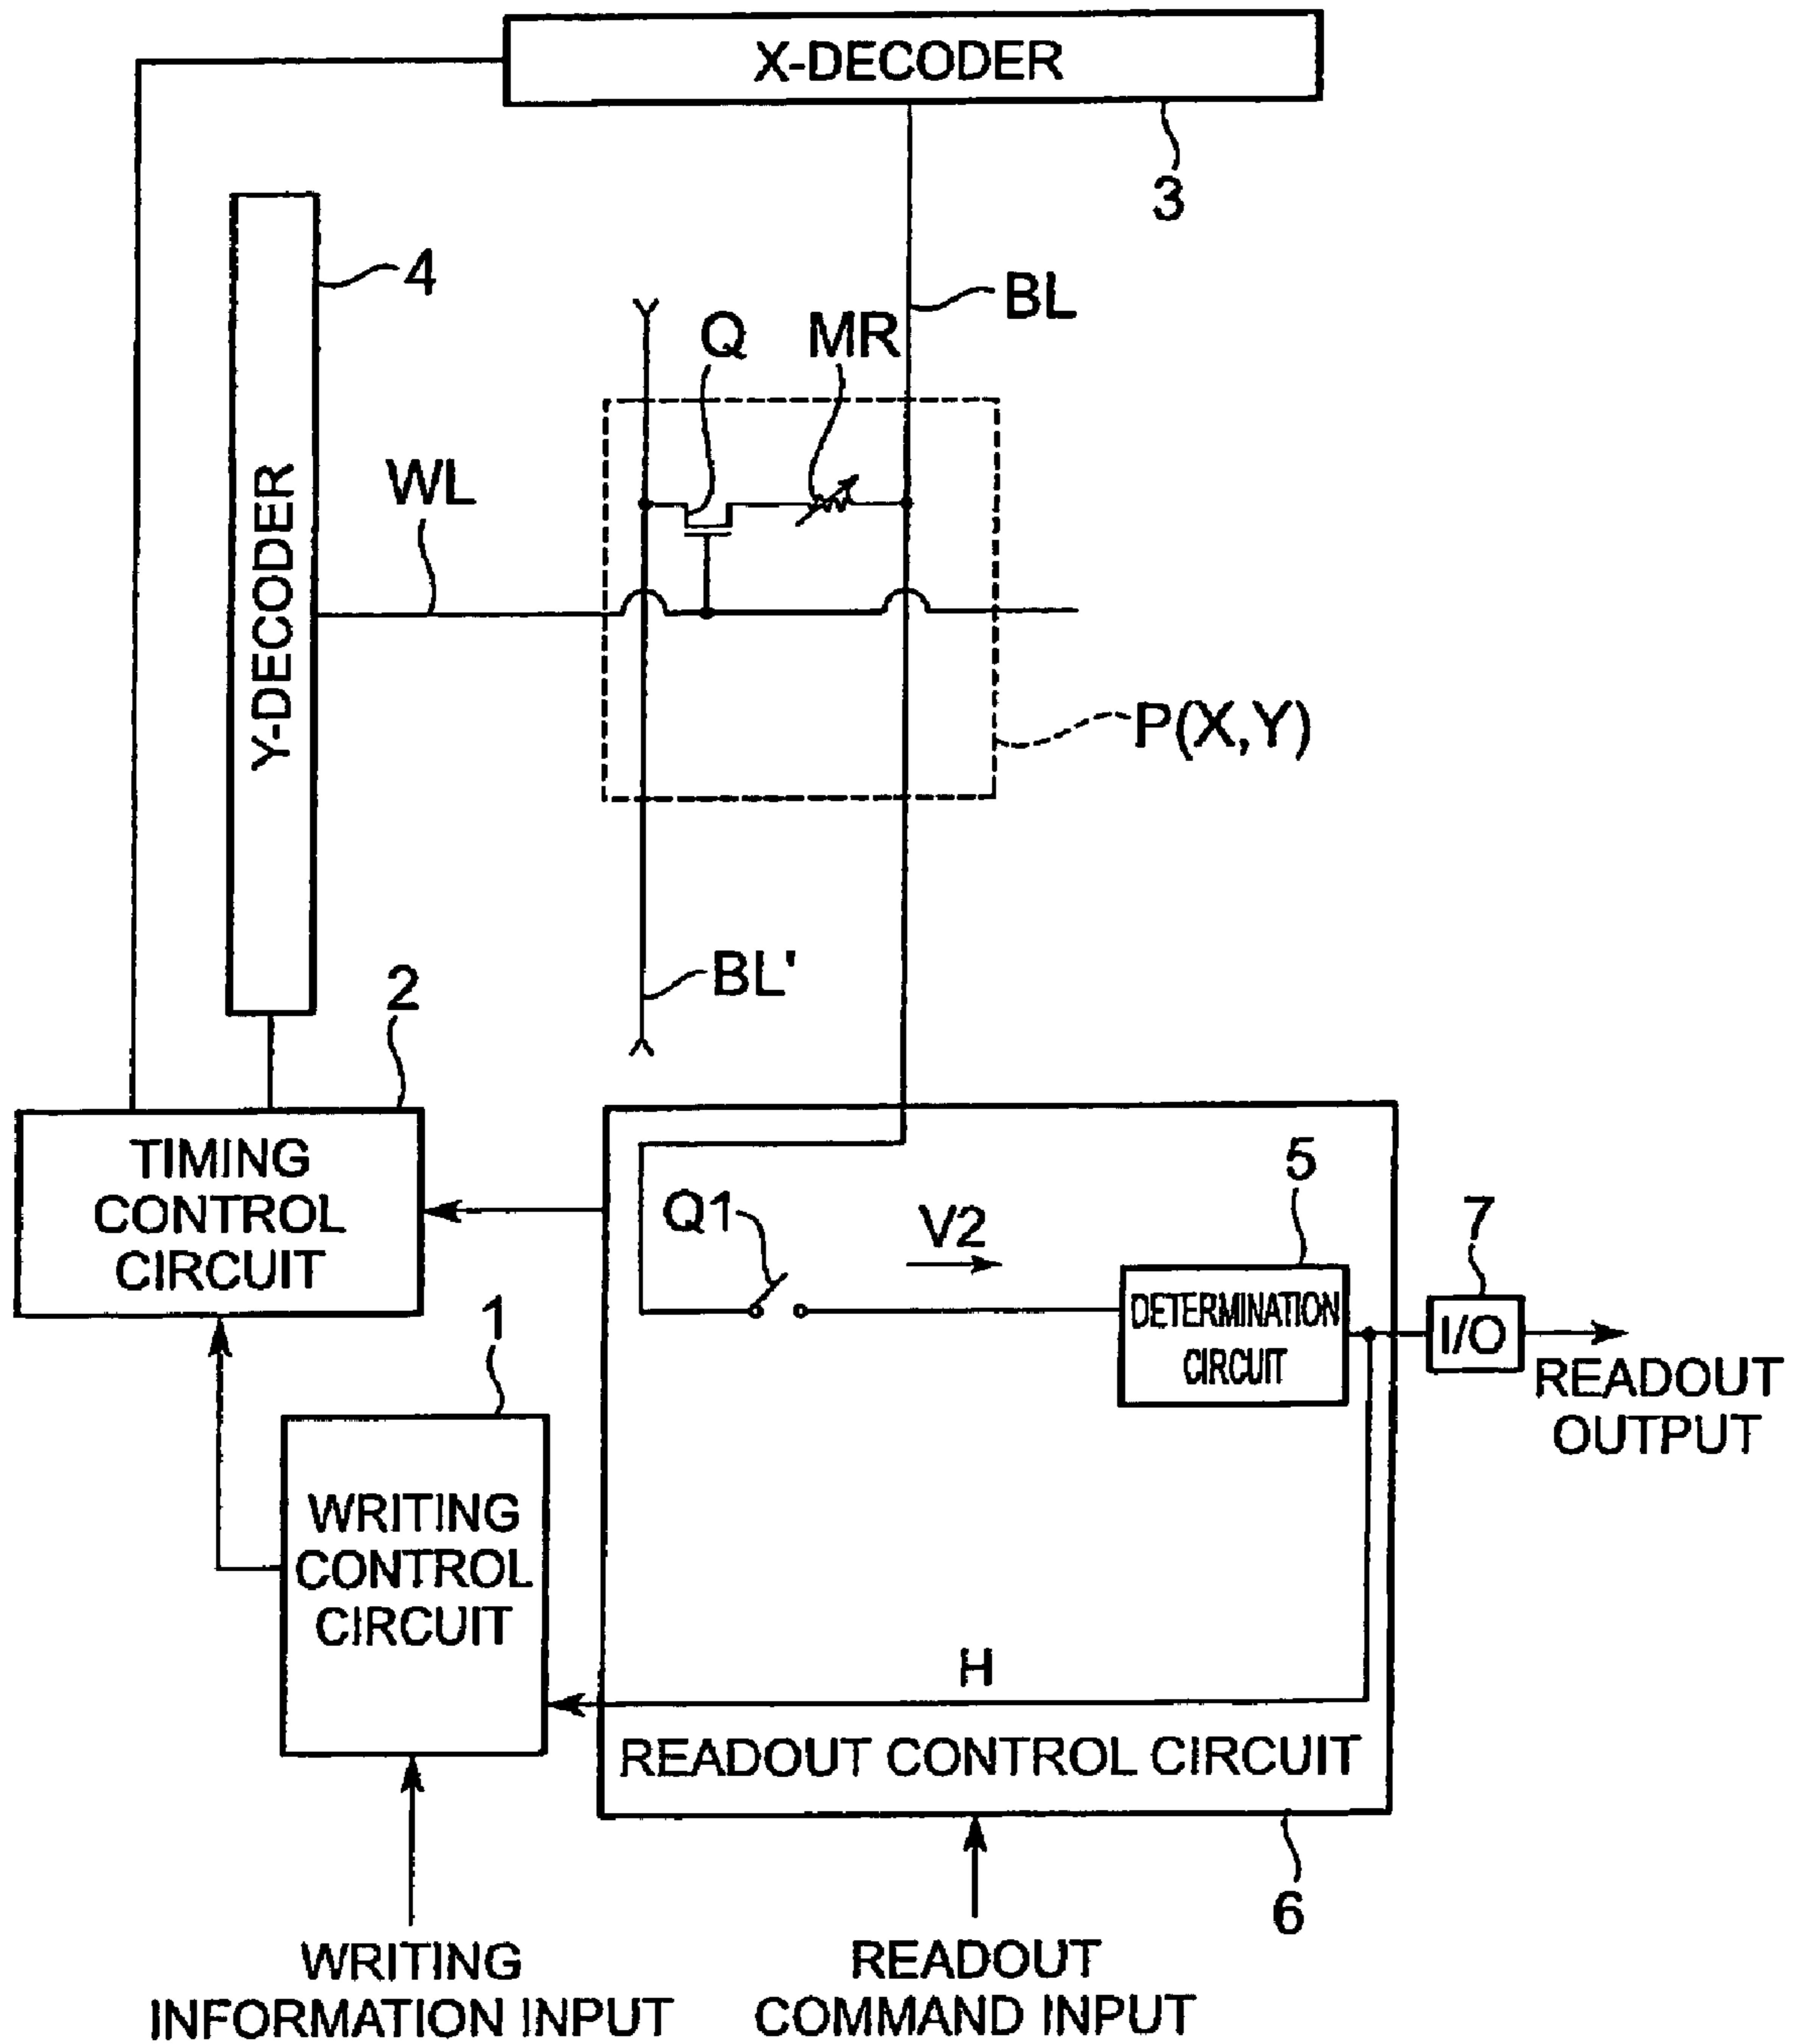 X-DECODER
3
4
BL
Q
MR
WL
Y-DECODER
P(X,Y)
BL'
2
TIMING
CONTROL
CIRCUIT
5
Q1
V2
7
DETERMINATION
CIRCUIT
I/O
READOUT
OUTPUT
1
WRITING
CONTROL
CIRCUIT
H
READOUT CONTROL CIRCUIT
6
WRITING
INFORMATION INPUT
READOUT
COMMAND INPUT